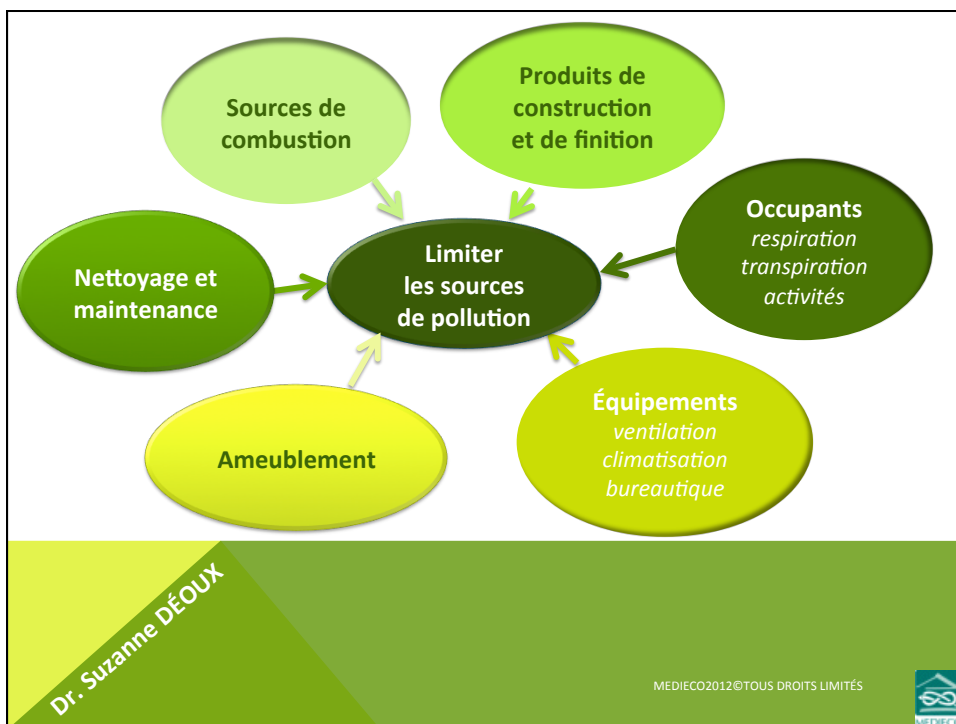 Sources de
combustion
Produits de
construction
et de finition
Occupants
respiration
transpiration
activités
Nettoyage et
maintenance
Limiter
les sources
de pollution
Ameublement
Équipements
ventilation
climatisation
bureautique
Dr. Suzanne DÉOUX
MEDIECO2012©TOUS DROITS LIMITÉS
MEDIECO